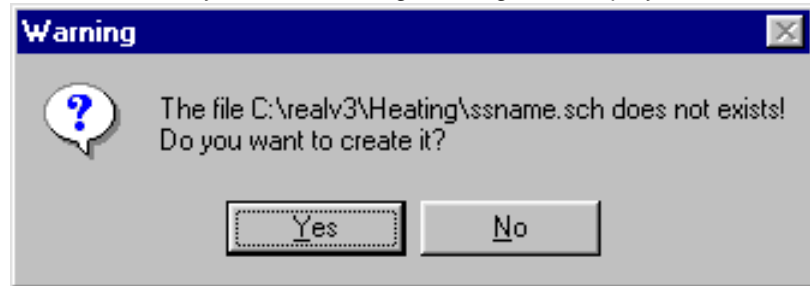 Warning
The file C:\realv3\Heating\ssname.sch does not exists!
Do you want to create it?
Yes No